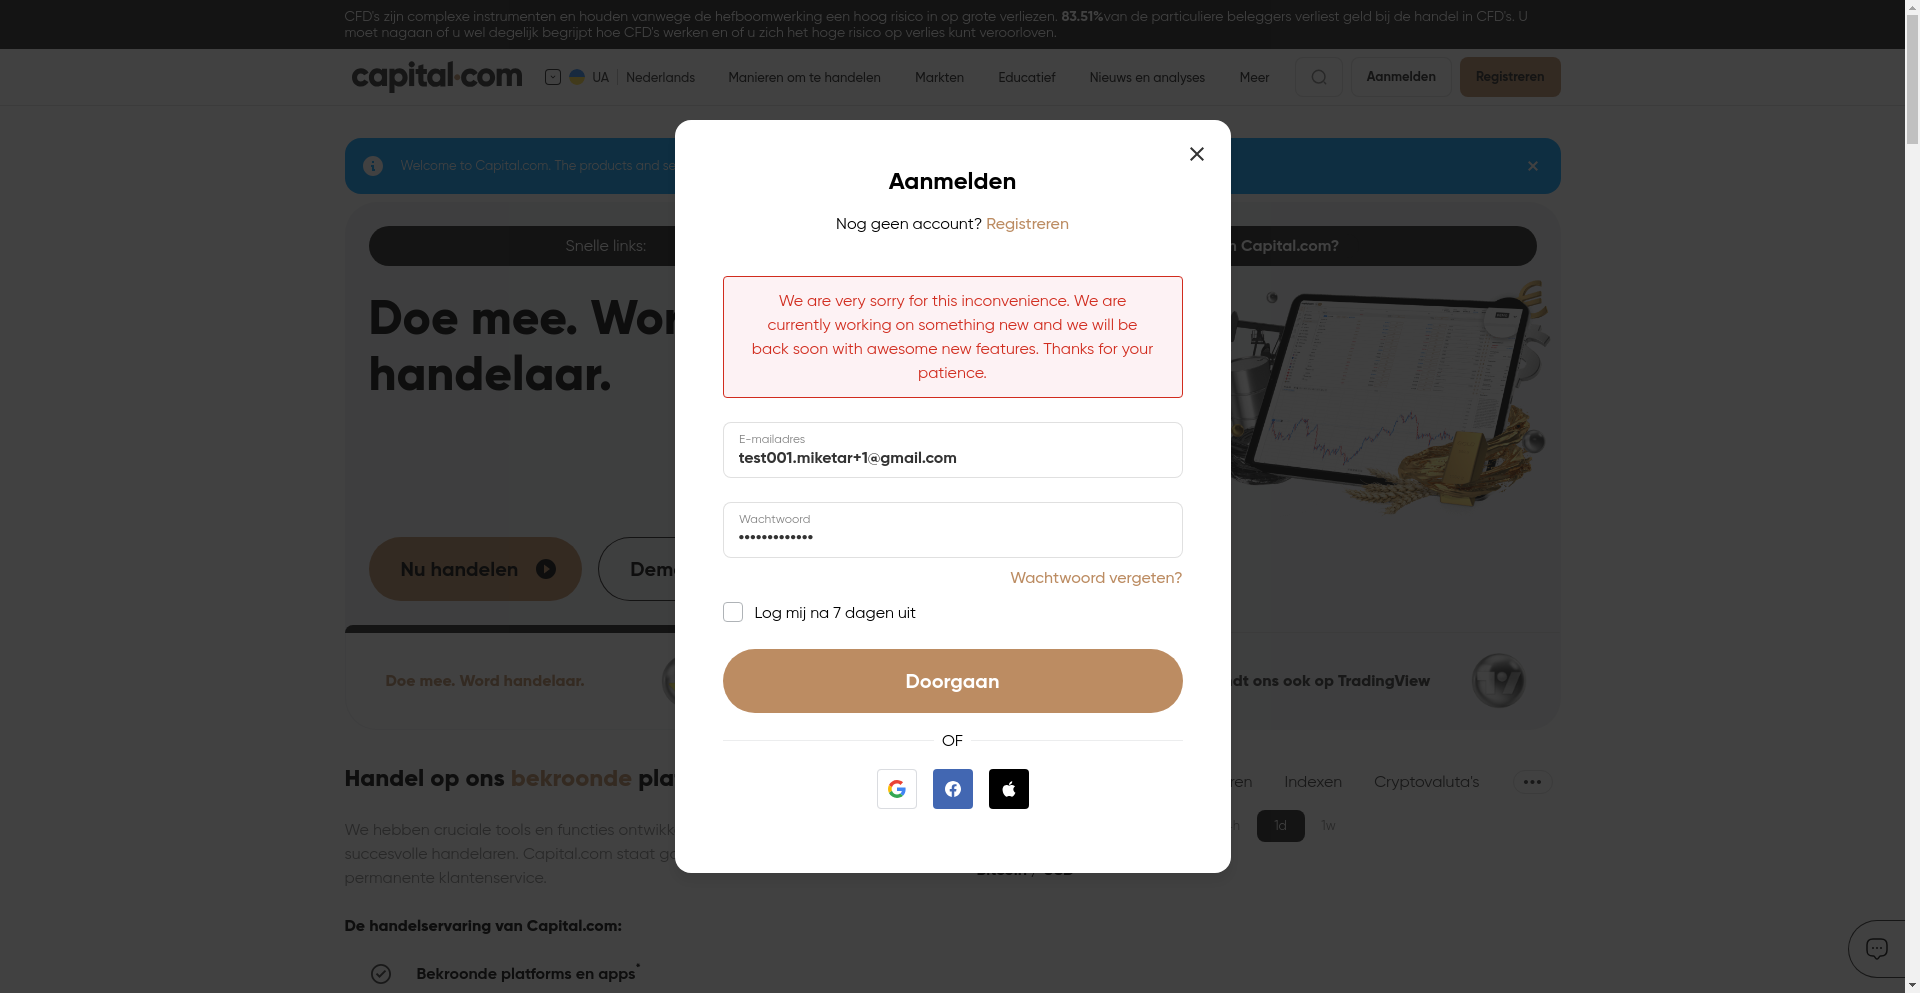 CFD's zijn complexe instrumenten en houden vanwege de hefboomwerking een hoog risico in op grote verliezen. 83.51%van de particuliere beleggers verliest geld bij de handel in CFD's. U
moet nagaan of u wel degelijk begrijpt hoe CFD's werken en of u zich het hoge risico op verlies kunt veroorloven.
capital.com UA Nederlands Manieren om te handelen Markten Educatief Nieuws en analyses Meer Aanmelden Registreren
Welcome to Capital.com. The products and se
Aanmelden
Nog geen account? Registreren
Snelle links:
Capital.com?
Doe mee. Wor
handelaar.
We are very sorry for this inconvenience. We are
currently working on something new and we will be
back soon with awesome new features. Thanks for your
patience.
E-mailadres
test001.miketar+1@gmail.com
Wachtwoord
•••••••••••••
Wachtwoord vergeten?
Log mij na 7 dagen uit
Nu handelen
Dem
Doorgaan
Doe mee. Word handelaar.
dt ons ook op TradingView
OF
Handel op ons bekroonde pla
ren Indexen Cryptovaluta's
We hebben cruciale tools en functies ontwikk
succesvolle handelaren. Capital.com staat g
permanente klantenservice.
h 1d 1w
De handelservaring van Capital.com:
Bekroonde platforms en apps*